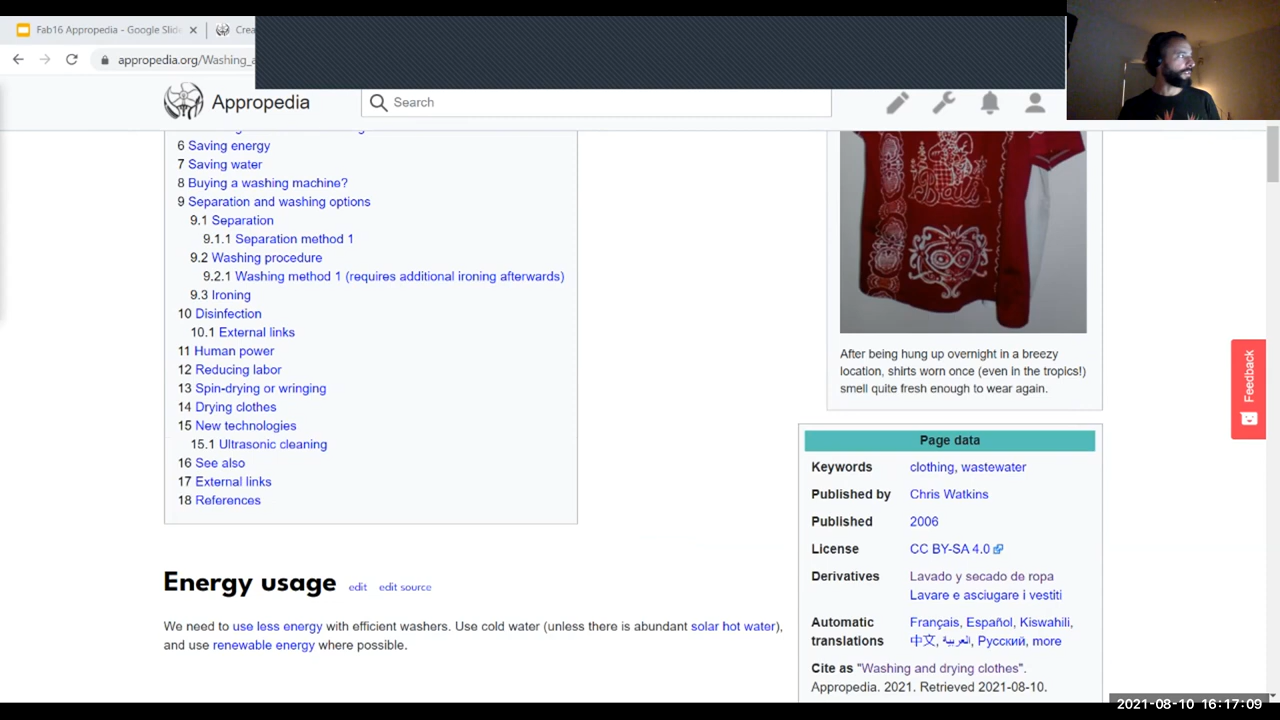 Fab16 Appropedia - Google Slid
Crea
appropedia.org/Washing_a
Appropedia
Search
6 Saving energy
7 Saving water
8 Buying a washing machine?
9 Separation and washing options
9.1 Separation
9.1.1 Separation method 1
9.2 Washing procedure
9.2.1 Washing method 1 (requires additional ironing afterwards)
9.3 Ironing
10 Disinfection
10.1 External links
11 Human power
12 Reducing labor
13 Spin-drying or wringing
14 Drying clothes
15 New technologies
15.1 Ultrasonic cleaning
16 See also
17 External links
18 References
Energy usage edit edit source
We need to use less energy with efficient washers. Use cold water (unless there is abundant solar hot water),
and use renewable energy where possible.
After being hung up overnight in a breezy
location, shirts worn once (even in the tropics!)
smell quite fresh enough to wear again.
Page data
Keywords clothing, wastewater
Published by Chris Watkins
Published 2006
License CC BY-SA 4.0
Derivatives Lavado y secado de ropa
Lavare e asciugare i vestiti
Automatic Français, Español, Kiswahili,
translations 中文, العربية, Русский, more
Cite as "Washing and drying clothes".
Appropedia. 2021. Retrieved 2021-08-10.
Feedback
2021-08-10 16:17:09